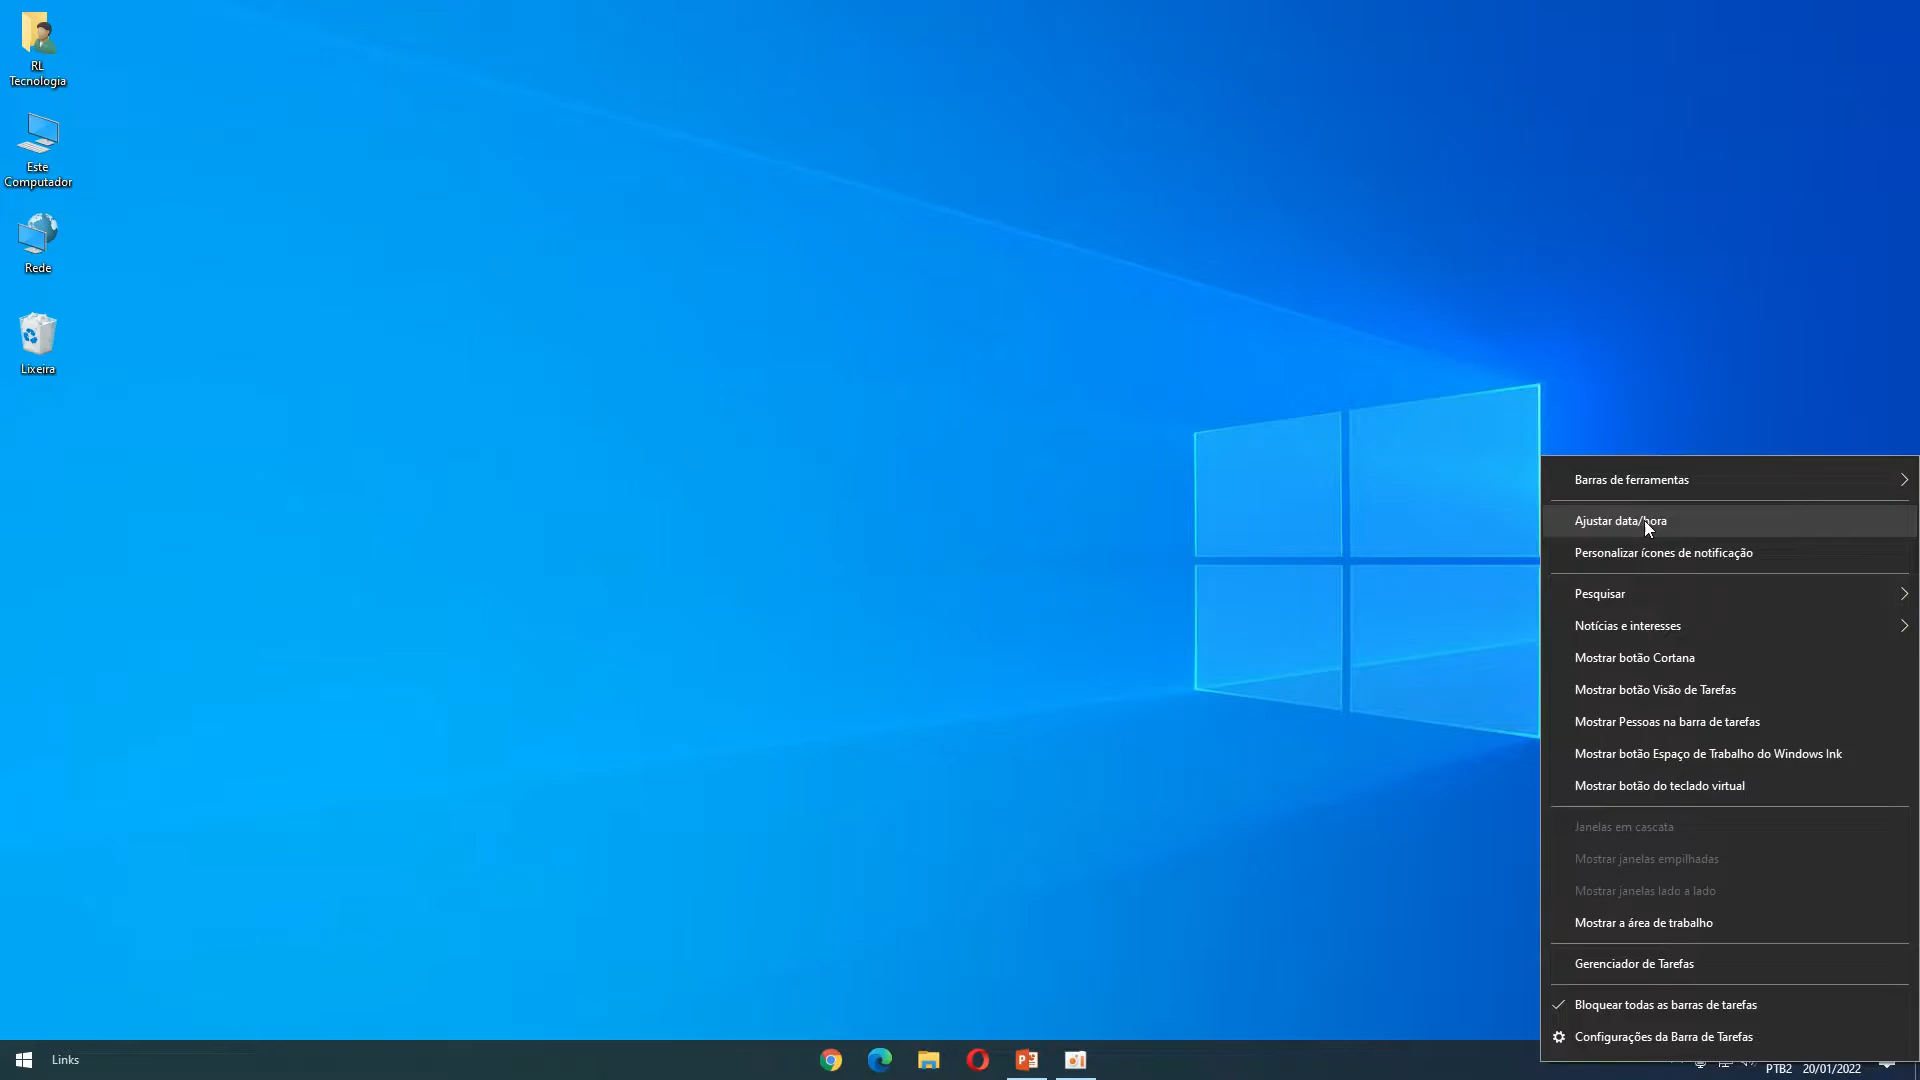 RL
Tecnologia
Este
Computador
Rede
Lixeira
Barras de ferramentas
Ajustar data/hora
Personalizar ícones de notificação
Pesquisar
Notícias e interesses
Mostrar botão Cortana
Mostrar botão Visão de Tarefas
Mostrar Pessoas na barra de tarefas
Mostrar botão Espaço de Trabalho do Windows Ink
Mostrar botão do teclado virtual
Janelas em cascata
Mostrar janelas empilhadas
Mostrar janelas lado a lado
Mostrar a área de trabalho
Gerenciador de Tarefas
Bloquear todas as barras de tarefas
Configurações da Barra de Tarefas
Links
PTB2 20/01/2022